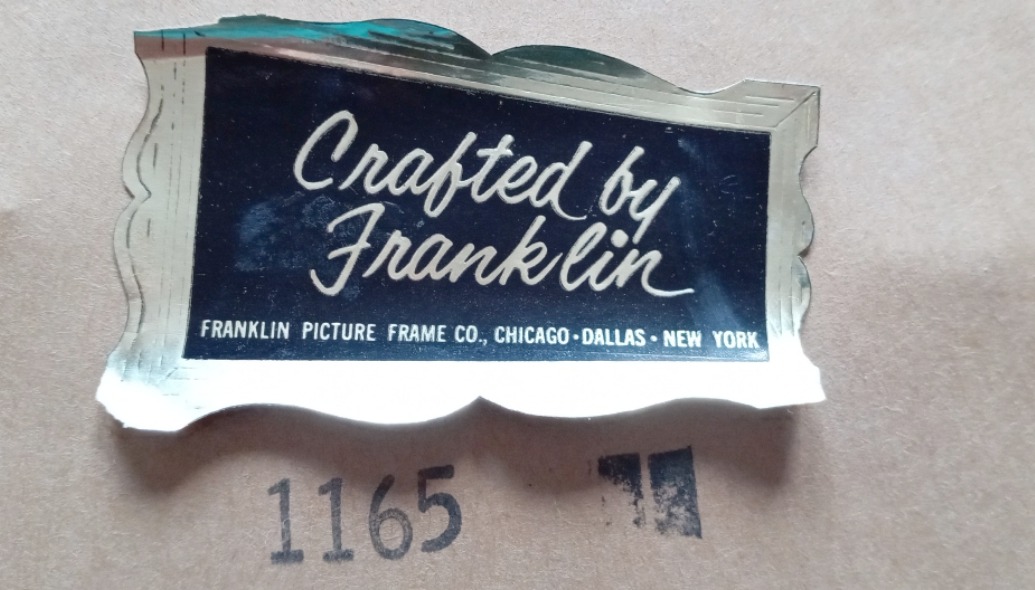 Crafted by
Franklin
FRANKLIN PICTURE FRAME CO., CHICAGO • DALLAS • NEW YORK
1165